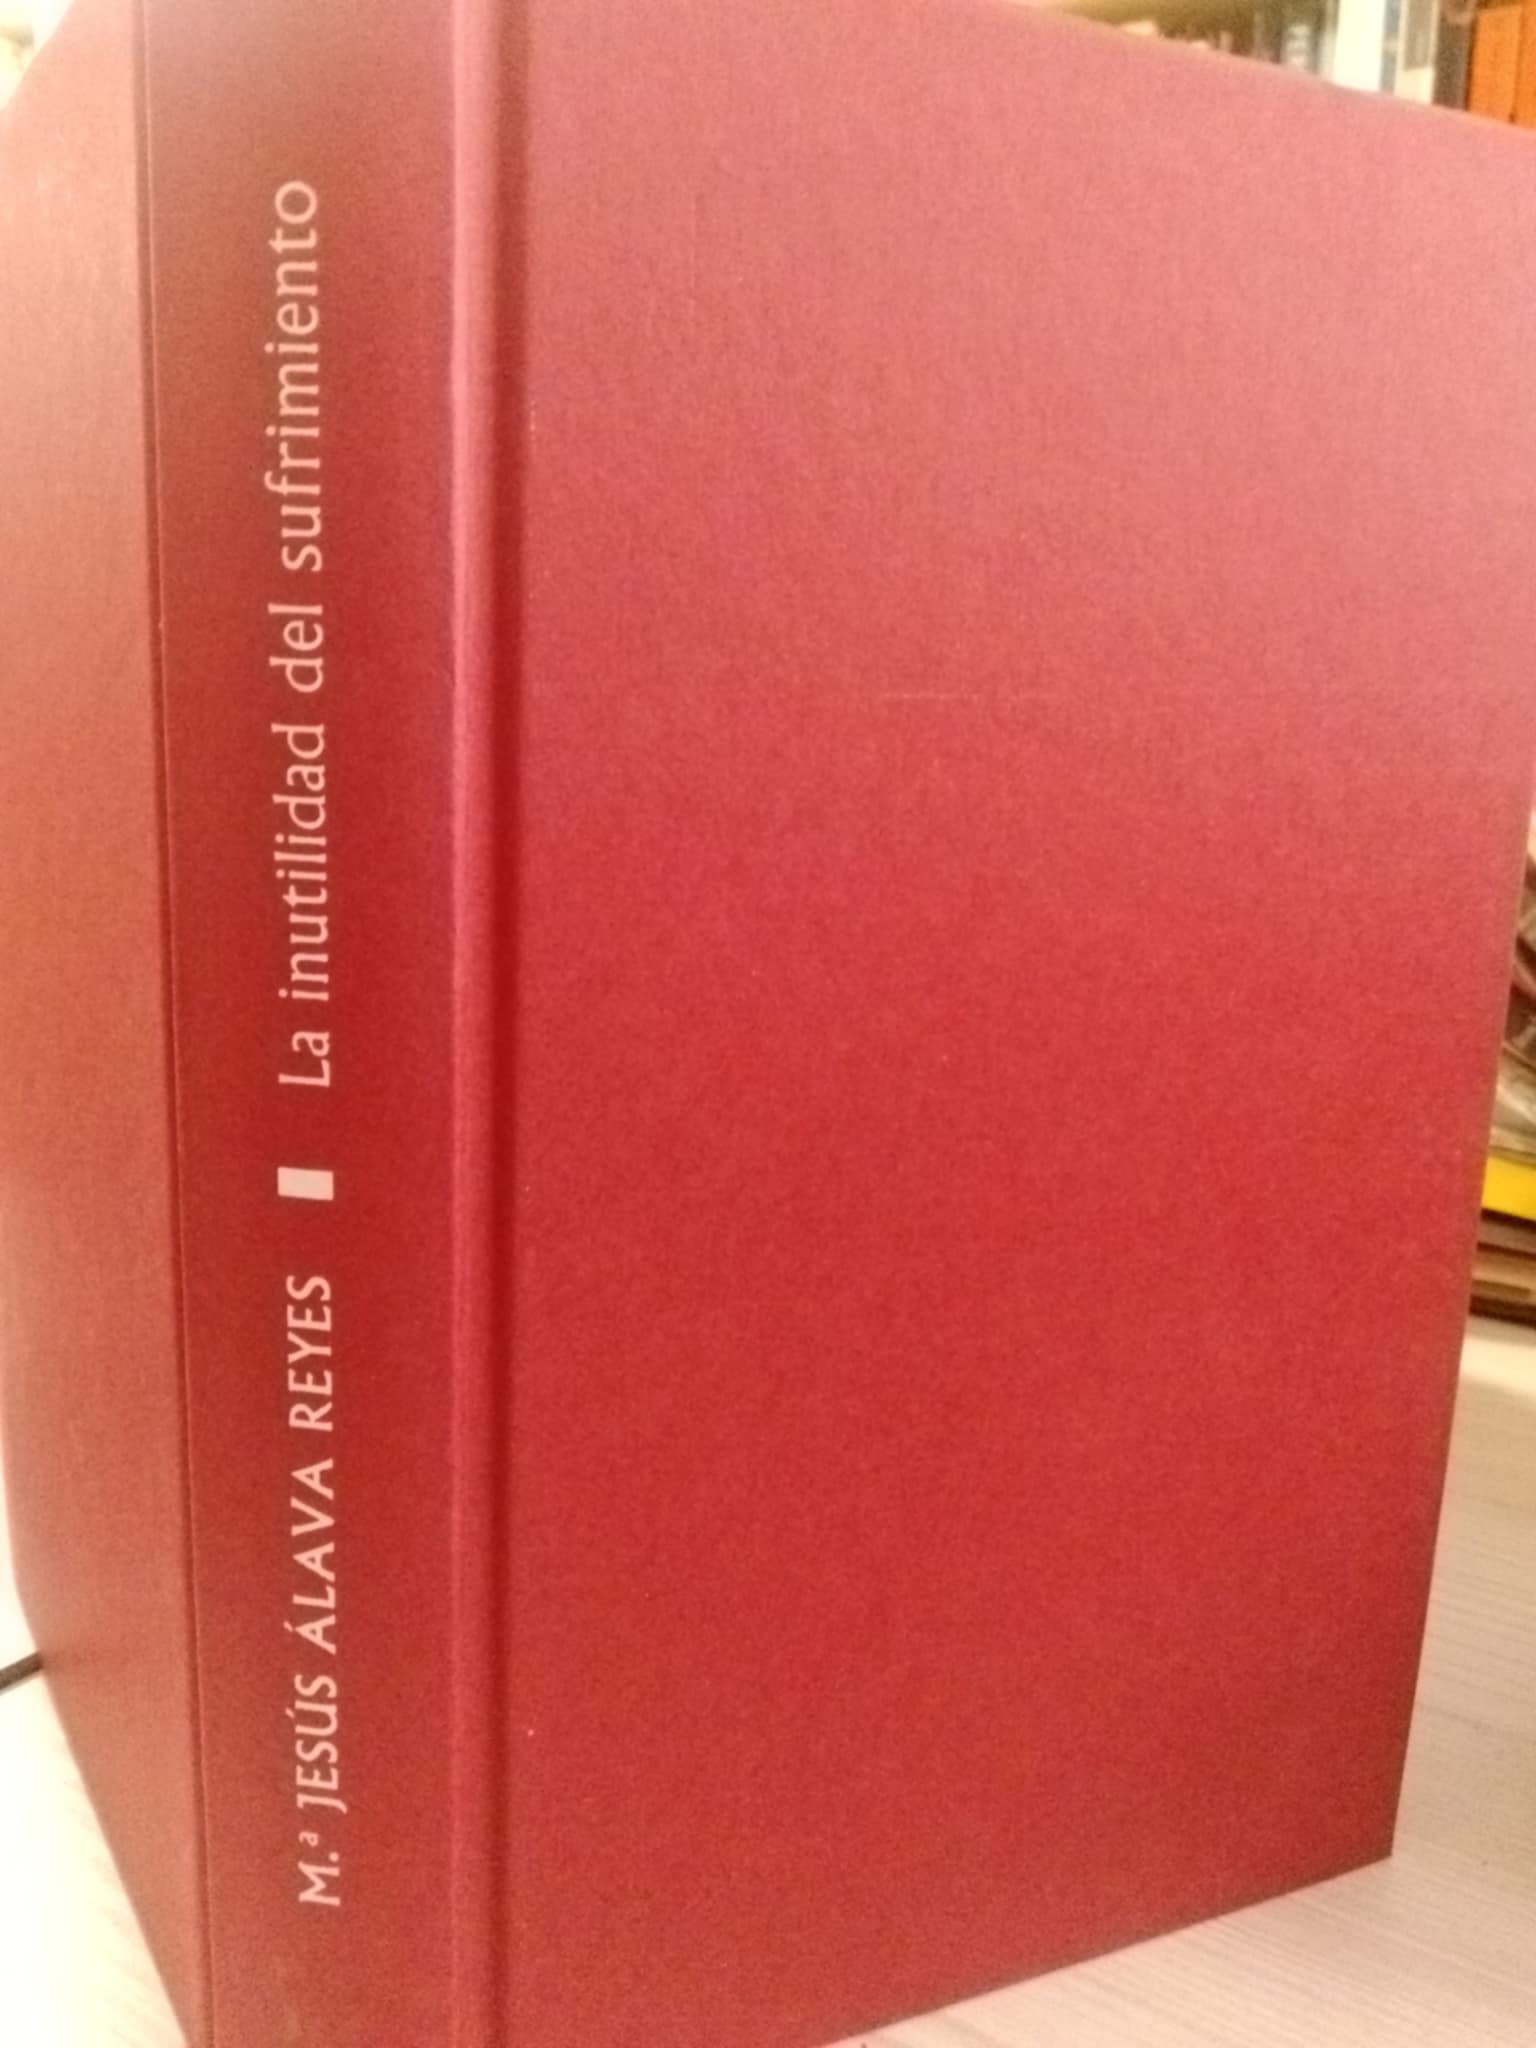 M.ª JESÚS ÁLAVA REYES La inutilidad del sufrimiento